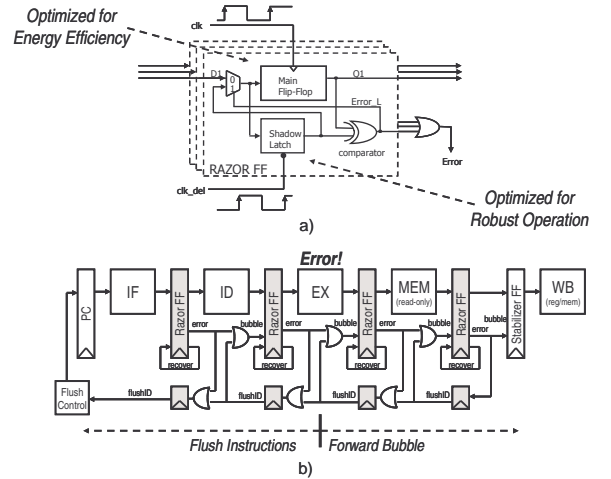 Optimized for
Energy Efficiency
clk
D1
0
1
Main
Flip-Flop
Q1
Error_L
Shadow
Latch
comparator
RAZOR FF
Error
clk_del
Optimized for
Robust Operation
a)
Error!
PC
IF
Razor FF
ID
Razor FF
EX
Razor FF
MEM
(read-only)
Razor FF
Stabilizer FF
WB
(reg/mem)
error
bubble
error
bubble
error
bubble
error
bubble
recover
recover
recover
recover
Flush
Control
flushID
flushID
flushID
flushID
Flush Instructions
Forward Bubble
b)